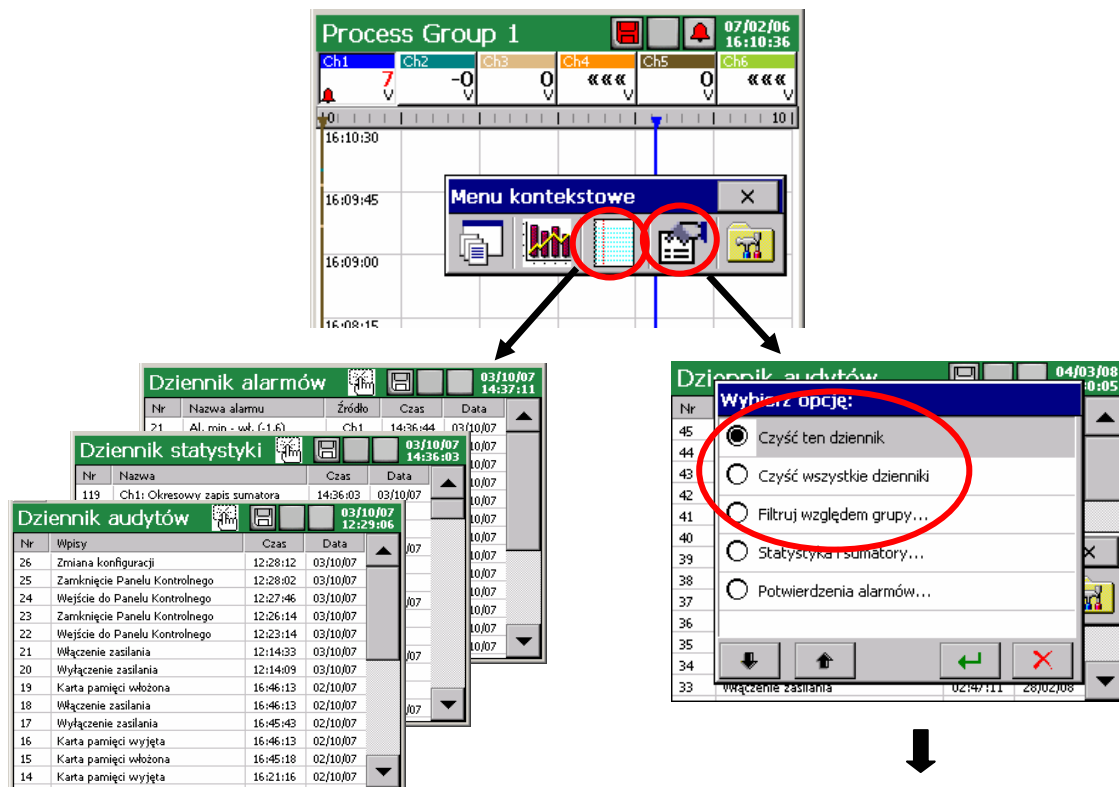 Process Group 1
07/02/06
16:10:36
Ch1 Ch2 Ch3 Ch4 Ch5 Ch6
7 -0 0 «« 0 ««
V V V V V V
0 10
16:10:30
16:09:45
16:09:00
16:08:15
Menu kontekstowe
Dziennik alarmów
03/10/07
14:37:11
Nr Nazwa alarmu Źródło Czas Data
21 Al. min - wł. (-1.6) Ch1 14:36:44 03/10/07
Dziennik statystyki
03/10/07
14:36:03
Nr Nazwa Czas Data
119 Ch1: Okresowy zapis sumatora 14:36:03 03/10/07
Dziennik audytów
03/10/07
12:29:06
Nr Wpisy Czas Data
26 Zmiana konfiguracji 12:28:12 03/10/07
25 Zamknięcie Panelu Kontrolnego 12:28:02 03/10/07
24 Wejście do Panelu Kontrolnego 12:27:46 03/10/07
23 Zamknięcie Panelu Kontrolnego 12:26:14 03/10/07
22 Wejście do Panelu Kontrolnego 12:23:14 03/10/07
21 Włączenie zasilania 12:14:33 03/10/07
20 Wyłączenie zasilania 12:14:09 03/10/07
19 Karta pamięci włożona 16:46:13 02/10/07
18 Włączenie zasilania 16:46:13 02/10/07
17 Wyłączenie zasilania 16:45:43 02/10/07
16 Karta pamięci wyjęta 16:46:13 02/10/07
15 Karta pamięci włożona 16:45:18 02/10/07
14 Karta pamięci wyjęta 16:21:16 02/10/07
Dziennik audytów
04/03/08
0:05
Nr
45
44
43
42
41
40
39
38
37
36
35
34
33 Włączenie zasilania 02:47:11 28/02/08
Wybierz opcję:
Czyść ten dziennik
Czyść wszystkie dzienniki
Filtruj względem grupy...
Statystyka i sumatory...
Potwierdzenia alarmów...